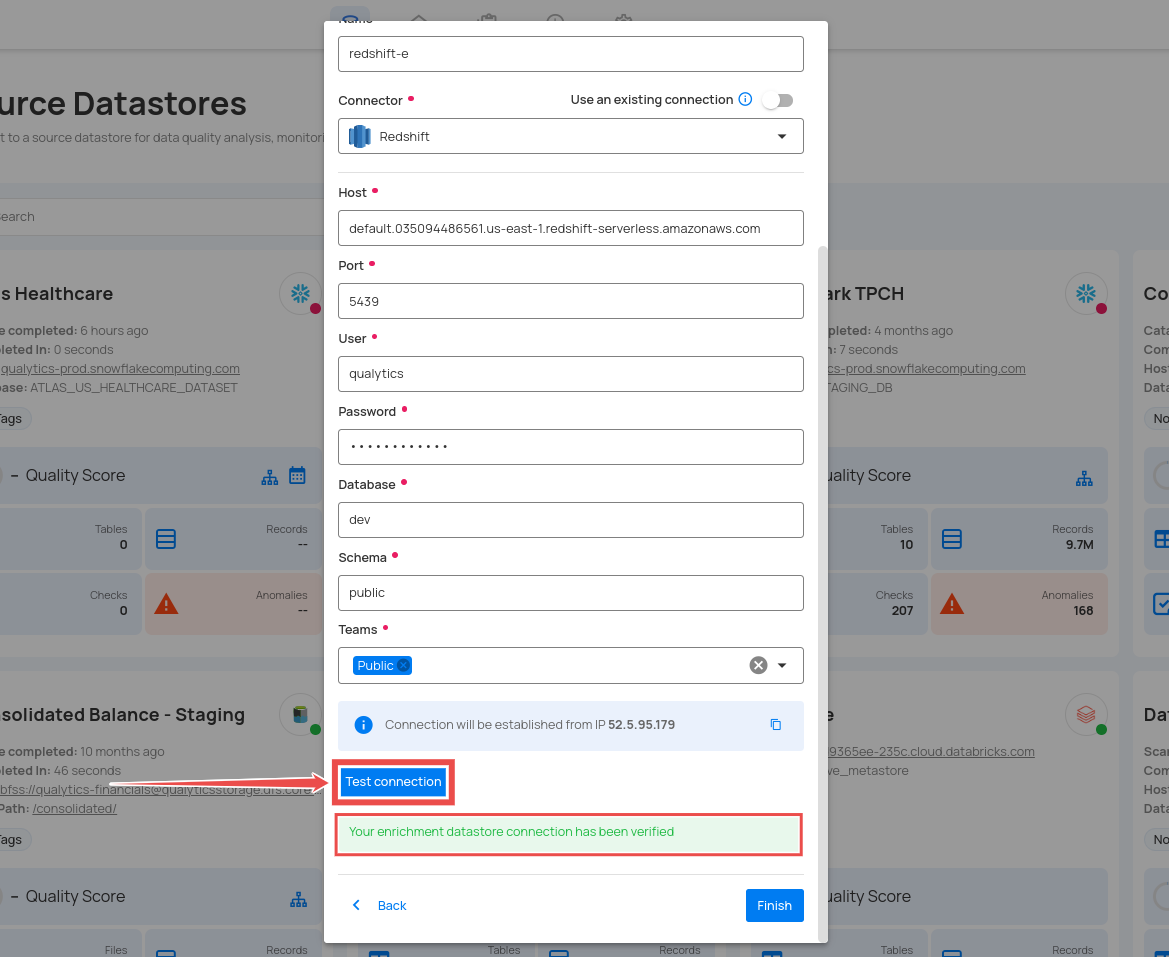 Name
redshift-e
urce Datastores
Connector
Use an existing connection
t to a source datastore for data quality analysis, monitori
Redshift
Host
earch
default.035094486561.us-east-1.redshift-serverless.amazonaws.com
Port
s Healthcare
5439
ark TPCH
Co
e completed: 6 hours ago
pleted: 4 months ago
Cata
leted In: 0 seconds
User
n: 7 seconds
Com
qualytics-prod.snowflakecomputing.com
qualytics
cs-prod.snowflakecomputing.com
Hos
base: ATLAS_US_HEALTHCARE_DATASET
TAGING_DB
Data
Tags
Password
No
••••••••••••
– Quality Score
uality Score
Database
dev
Tables
0
Records
--
Tables
10
Records
9.7M
Schema
public
Checks
0
Anomalies
--
Checks
207
Anomalies
168
Teams
Public
nsolidated Balance - Staging
e
Dat
Connection will be established from IP 52.5.95.179
e completed: 10 months ago
9365ee-235c.cloud.databricks.com
Scan
leted In: 46 seconds
ve_metastore
Com
Test connection
bfss://qualytics-financials@qualyticsstorage.dfs.core...
Hos
Path: /consolidated/
Data
Your enrichment datastore connection has been verified
Tags
No
– Quality Score
uality Score
Back
Finish
Files
Records
Tables
Records
Tables
Records